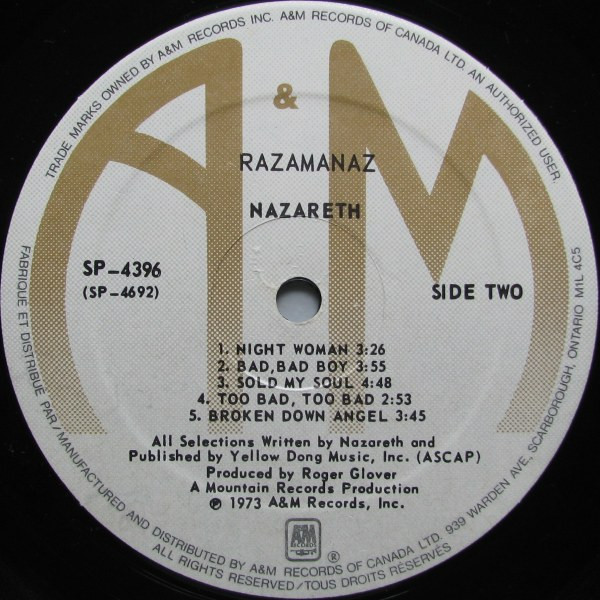 TRADE MARKS OWNED BY A&M RECORDS INC. A&M RECORDS OF CANADA LTD. AN AUTHORIZED USER.
A & M
RAZAMANAZ
NAZARETH
SP-4396
(SP-4692)
SIDE TWO
1. NIGHT WOMAN 3:26
2. BAD, BAD BOY 3:55
3. SOLD MY SOUL 4:48
4. TOO BAD, TOO BAD 2:53
5. BROKEN DOWN ANGEL 3:45
All Selections Written by Nazareth and
Published by Yellow Dong Music, Inc. (ASCAP)
Produced by Roger Glover
A Mountain Records Production
℗ 1973 A&M Records, Inc.
A&M
RECORDS
®
FABRIQUE ET DISTRIBUÉ PAR/MANUFACTURED AND DISTRIBUTED BY A&M RECORDS OF CANADA LTD. 939 WARDEN AVE, SCARBOROUGH, ONTARIO M1L 4C5
ALL RIGHTS RESERVED/TOUS DROITS RÉSERVÉS